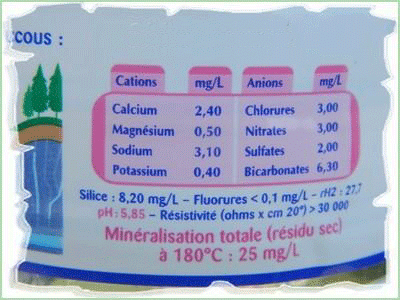 COUS :
Cations mg/L Anions mg/L
Calcium 2,40 Chlorures 3,00
Magnésium 0,50 Nitrates 3,00
Sodium 3,10 Sulfates 2,00
Potassium 0,40 Bicarbonates 6,30
Silice : 8,20 mg/L – Fluorures < 0,1 mg/L – rH2 : 27,7
pH : 5,85 – Résistivité (ohms x cm 20°) > 30 000
Minéralisation totale (résidu sec)
à 180°C : 25 mg/L